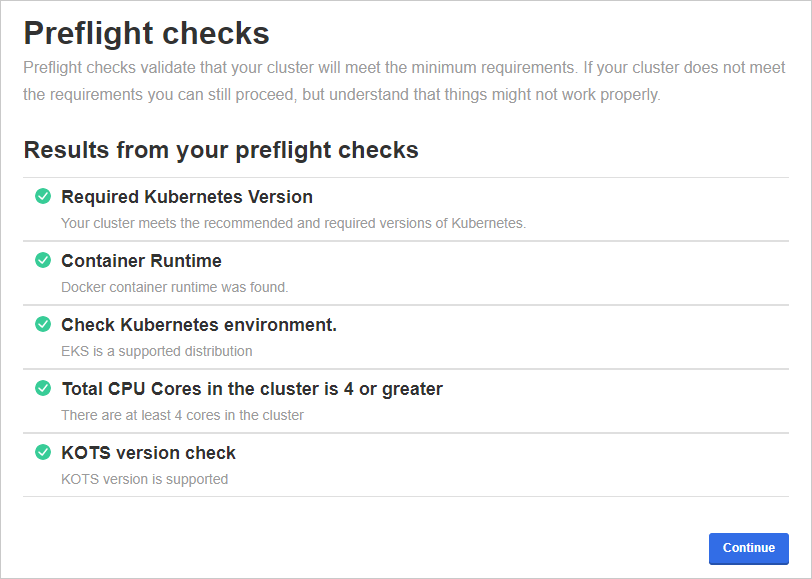 Preflight checks
Preflight checks validate that your cluster will meet the minimum requirements. If your cluster does not meet
the requirements you can still proceed, but understand that things might not work properly.
Results from your preflight checks
Required Kubernetes Version
Your cluster meets the recommended and required versions of Kubernetes.
Container Runtime
Docker container runtime was found.
Check Kubernetes environment.
EKS is a supported distribution
Total CPU Cores in the cluster is 4 or greater
There are at least 4 cores in the cluster
KOTS version check
KOTS version is supported
Continue